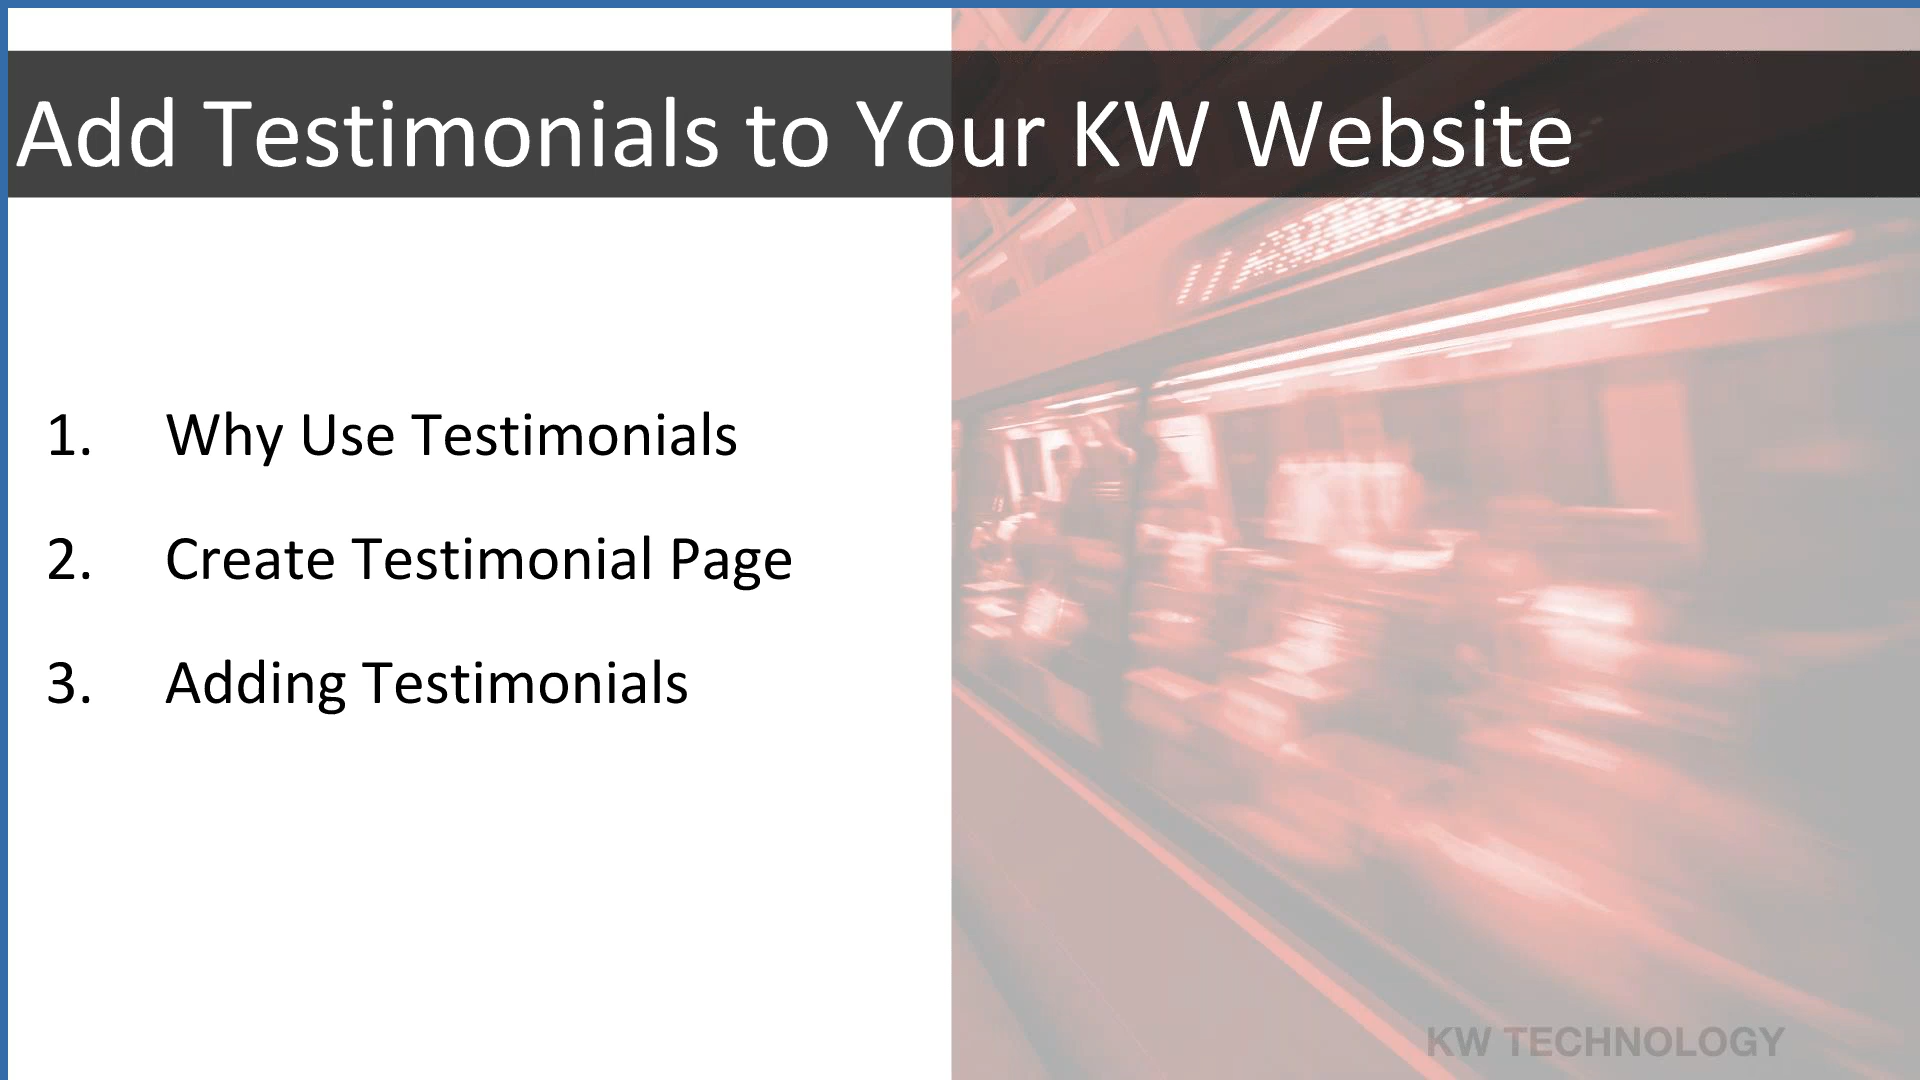 Add Testimonials to Your KW Website
1. Why Use Testimonials
2. Create Testimonial Page
3. Adding Testimonials
KW TECHNOLOGY